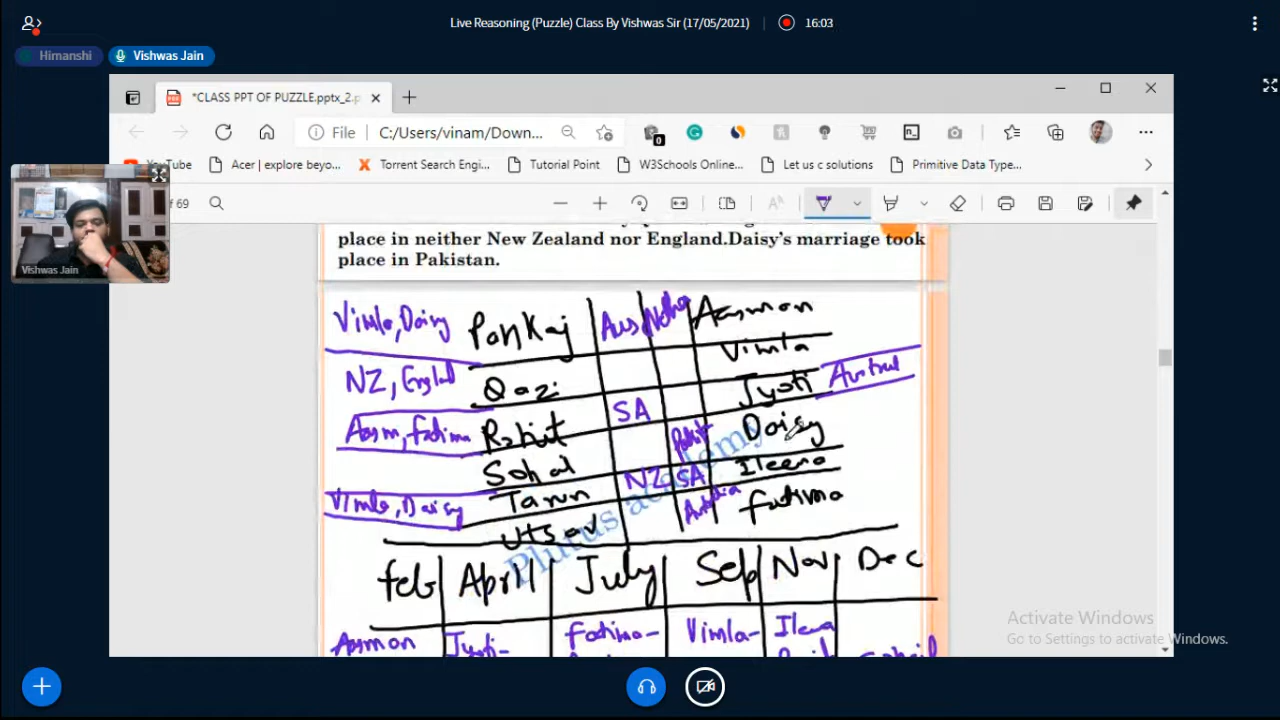 Live Reasoning (Puzzle) Class By Vishwas Sir (17/05/2021)
16:03
Himanshi
Vishwas Jain
*CLASS PPT OF PUZZLE.pptx_2.p
File
C:/Users/vinam/Down...
YouTube
Acer | explore beyo...
Torrent Search Engi...
Tutorial Point
W3Schools Online...
Let us c solutions
Primitive Data Type...
of 69
Vishwas Jain
place in neither New Zealand nor England.Daisy's marriage took
place in Pakistan.
Vimla, Daisy Pankaj Aus Aasman
Vimla
NZ, England Qazi Jyoti
SA
Aasm, Fatima Rohit Daisy
Sohail NZ SA Ileena
Vimla, Daisy Tarun Fatima
Utsav
Plutus academy
Feb April July Sep Nov Dec
Aasman Jyoti- Fatima- Vimla- Ilena
Activate Windows
Go to Settings to activate Windows.